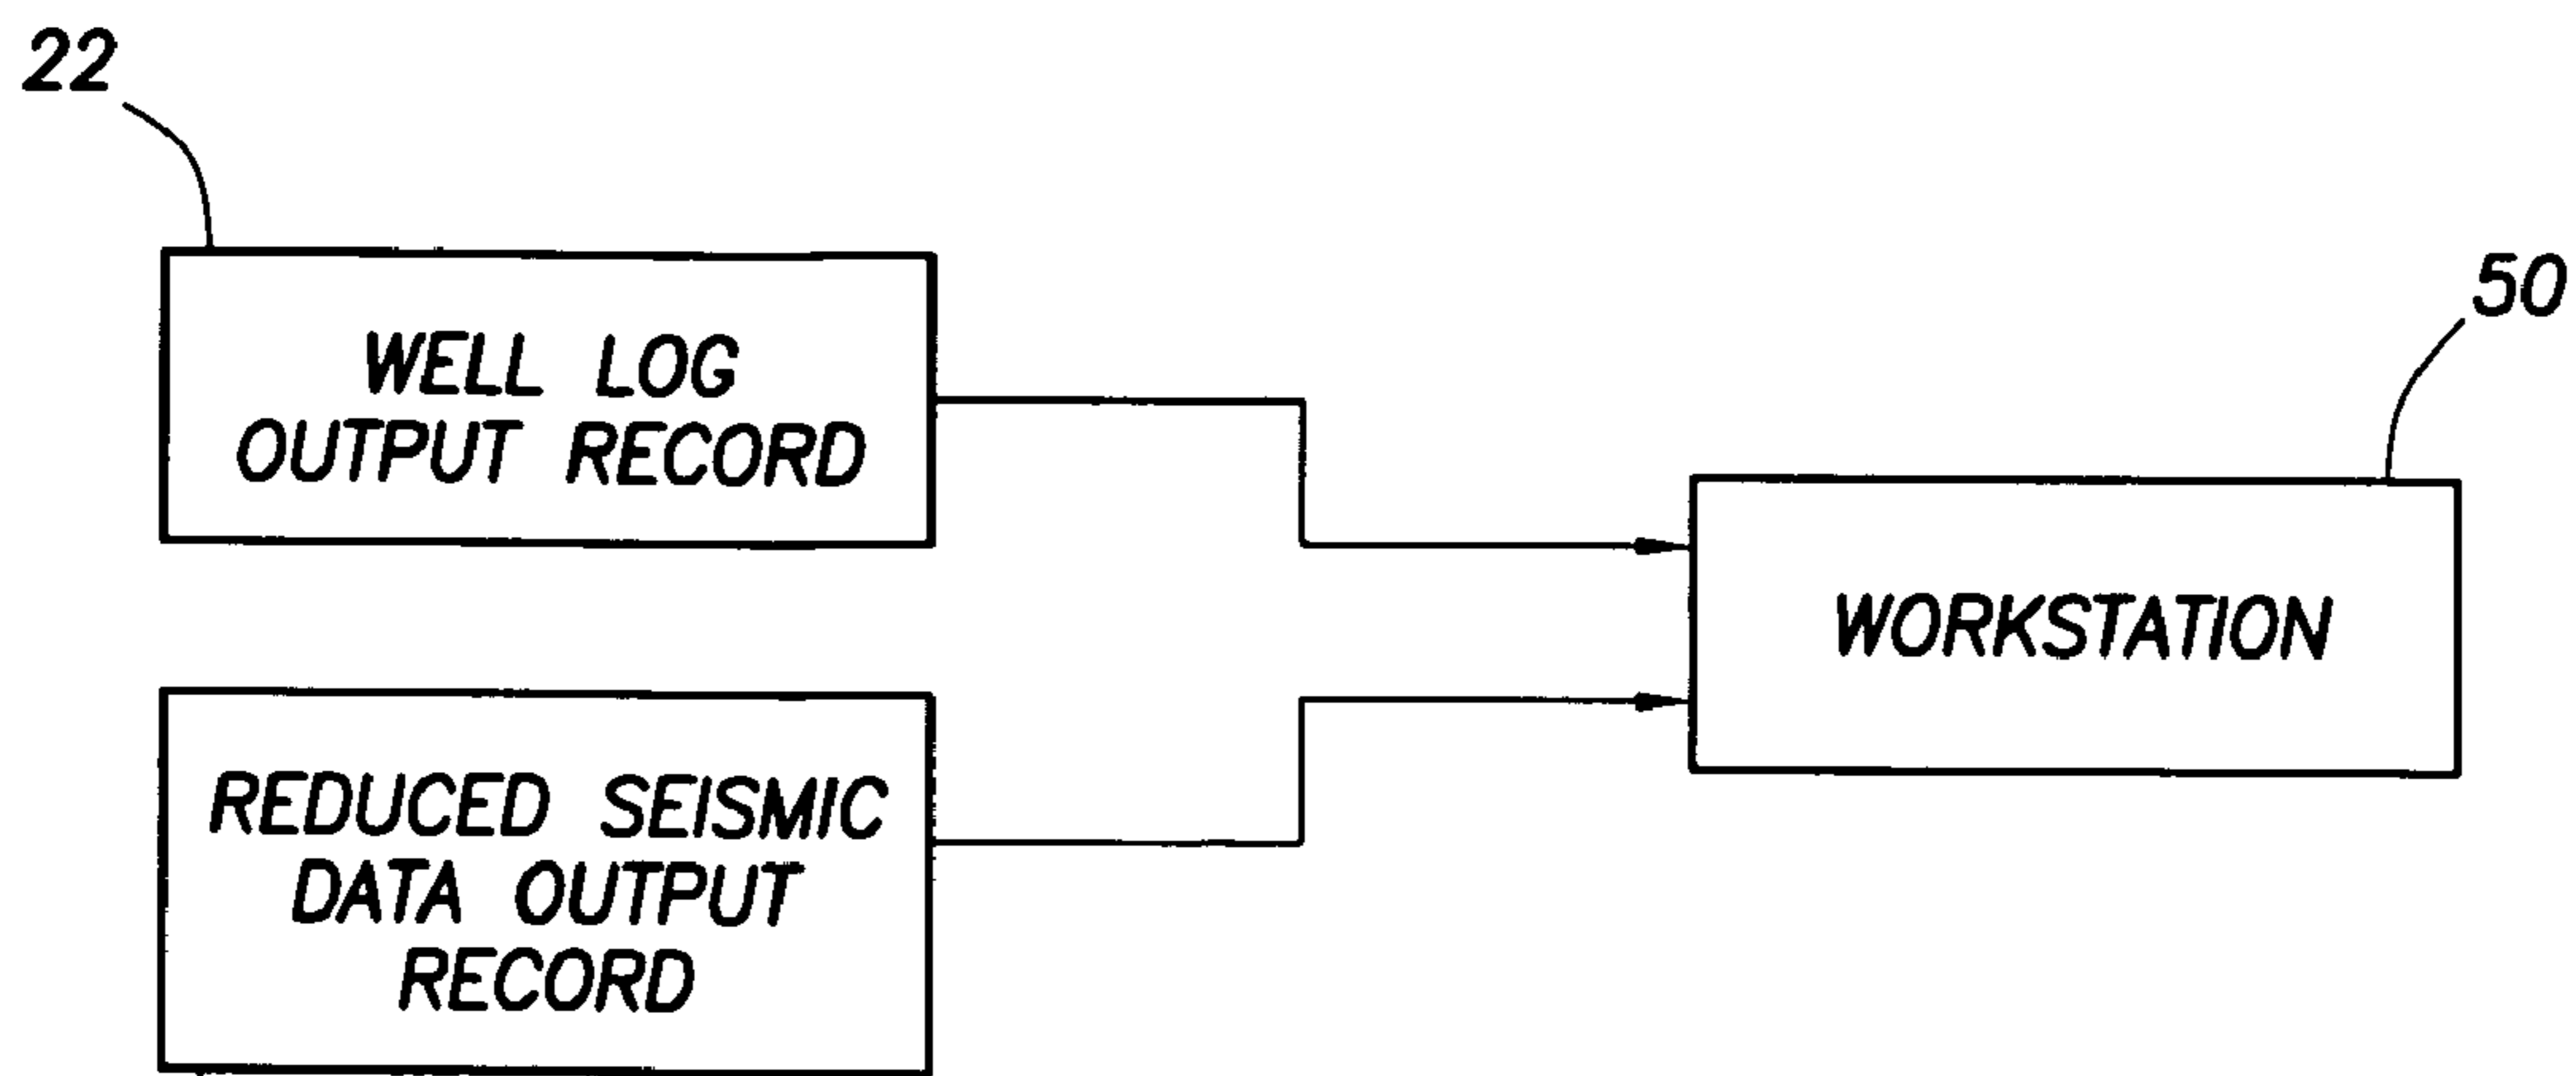 22
WELL LOG
OUTPUT RECORD
50
WORKSTATION
REDUCED SEISMIC
DATA OUTPUT
RECORD